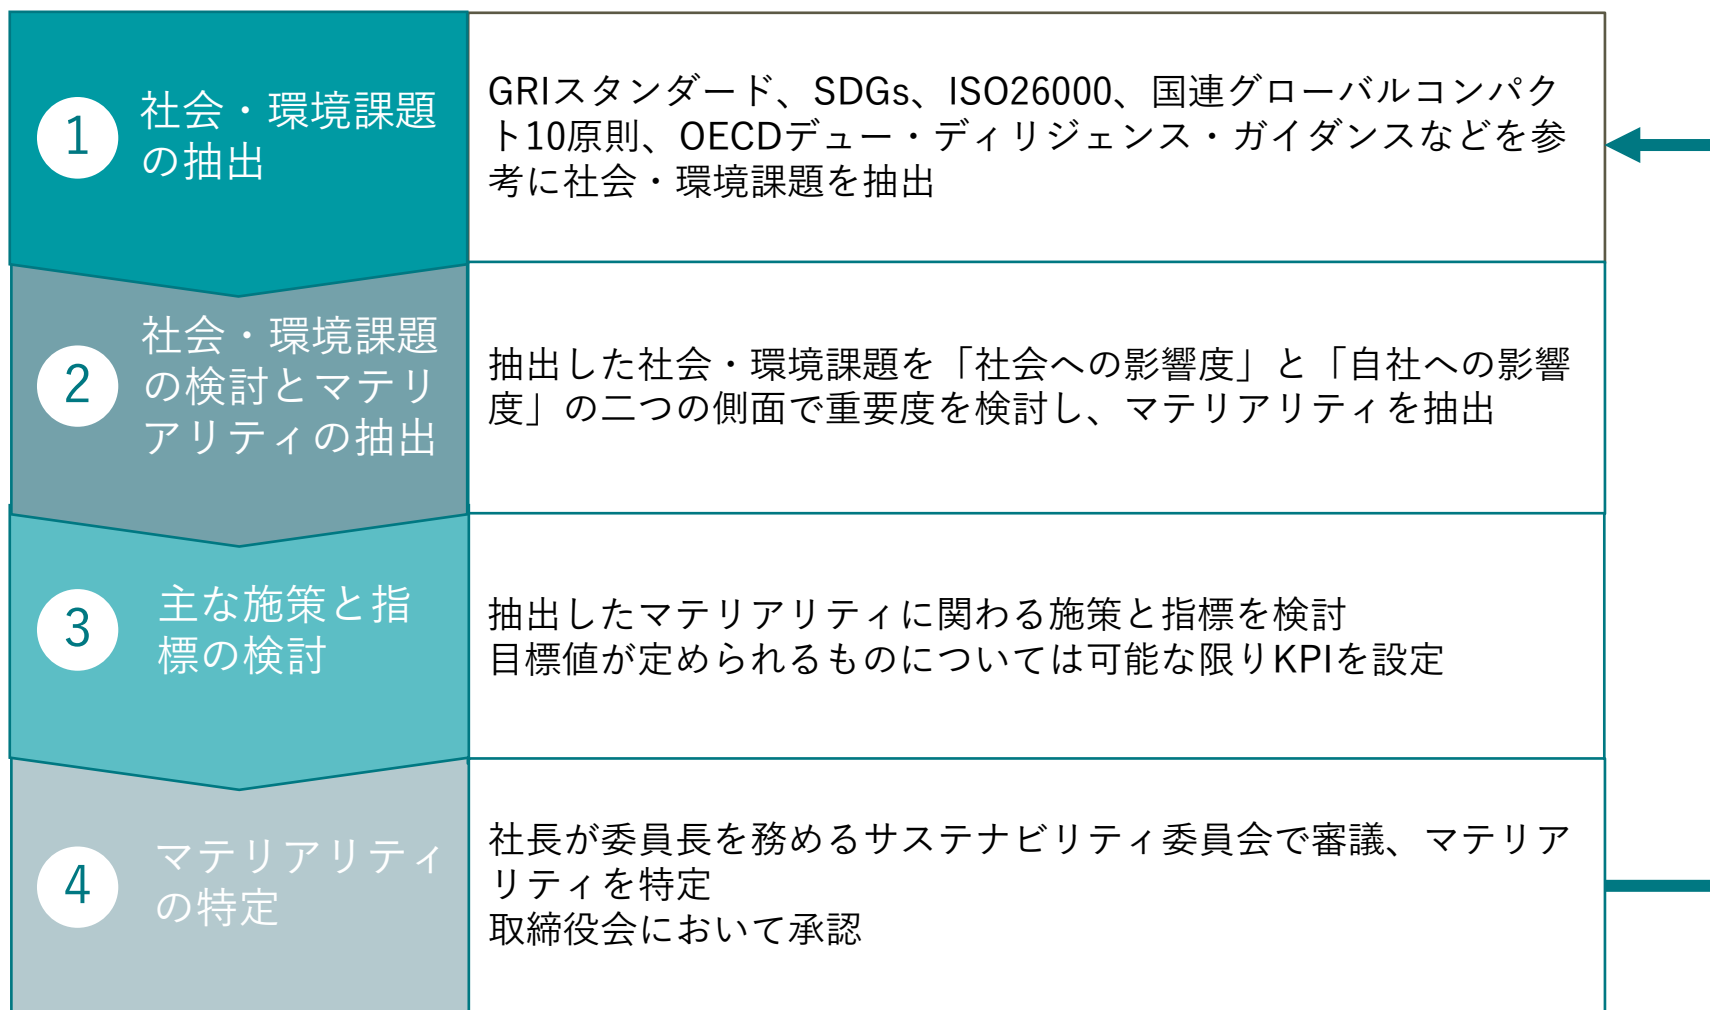 1
社会・環境課題
の抽出
GRIスタンダード、SDGs、ISO26000、国連グローバルコンパク
ト10原則、OECDデュー・ディリジェンス・ガイダンスなどを参
考に社会・環境課題を抽出
2
社会・環境課題
の検討とマテリ
アリティの抽出
抽出した社会・環境課題を「社会への影響度」と「自社への影響
度」の二つの側面で重要度を検討し、マテリアリティを抽出
3
主な施策と指
標の検討
抽出したマテリアリティに関わる施策と指標を検討
目標値が定められるものについては可能な限りKPIを設定
4
マテリアリティ
の特定
社長が委員長を務めるサステナビリティ委員会で審議、マテリア
リティを特定
取締役会において承認